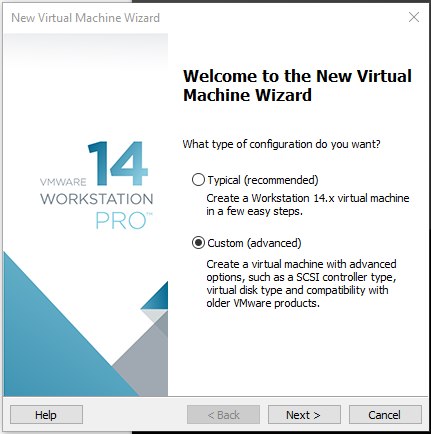 New Virtual Machine Wizard
VMWARE 14
WORKSTATION
PRO™
Welcome to the New Virtual
Machine Wizard
What type of configuration do you want?
Typical (recommended)
Create a Workstation 14.x virtual machine
in a few easy steps.
Custom (advanced)
Create a virtual machine with advanced
options, such as a SCSI controller type,
virtual disk type and compatibility with
older VMware products.
Help
< Back
Next >
Cancel